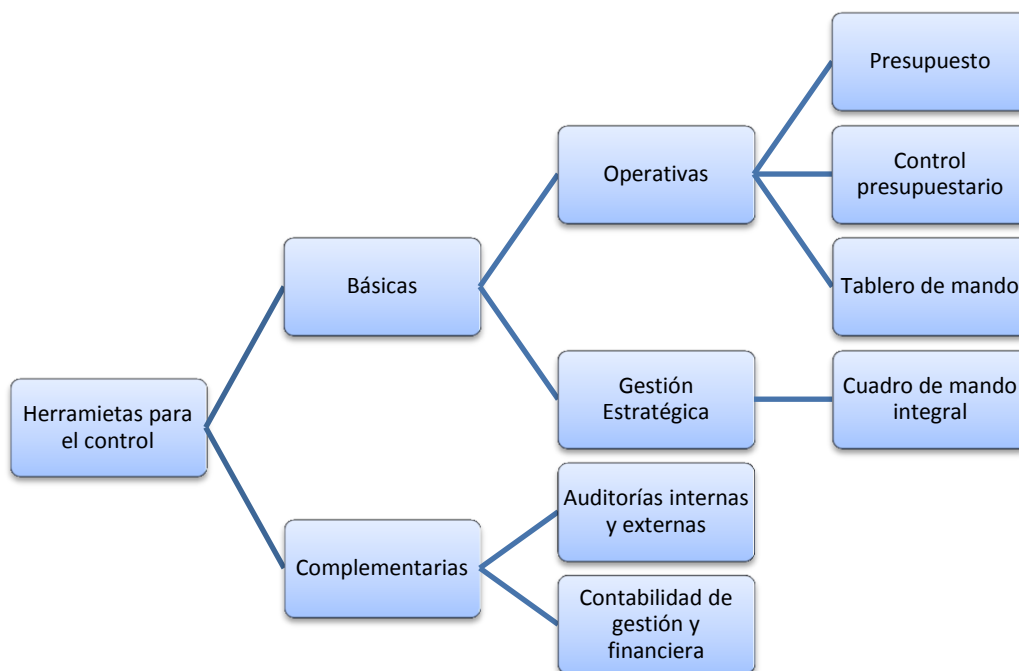 Presupuesto
Operativas
Control
presupuestario
Básicas
Tablero de mando
Herramietas para
el control
Gestión
Estratégica
Cuadro de mando
integral
Complementarias
Auditorías internas
y externas
Contabilidad de
gestión y
financiera